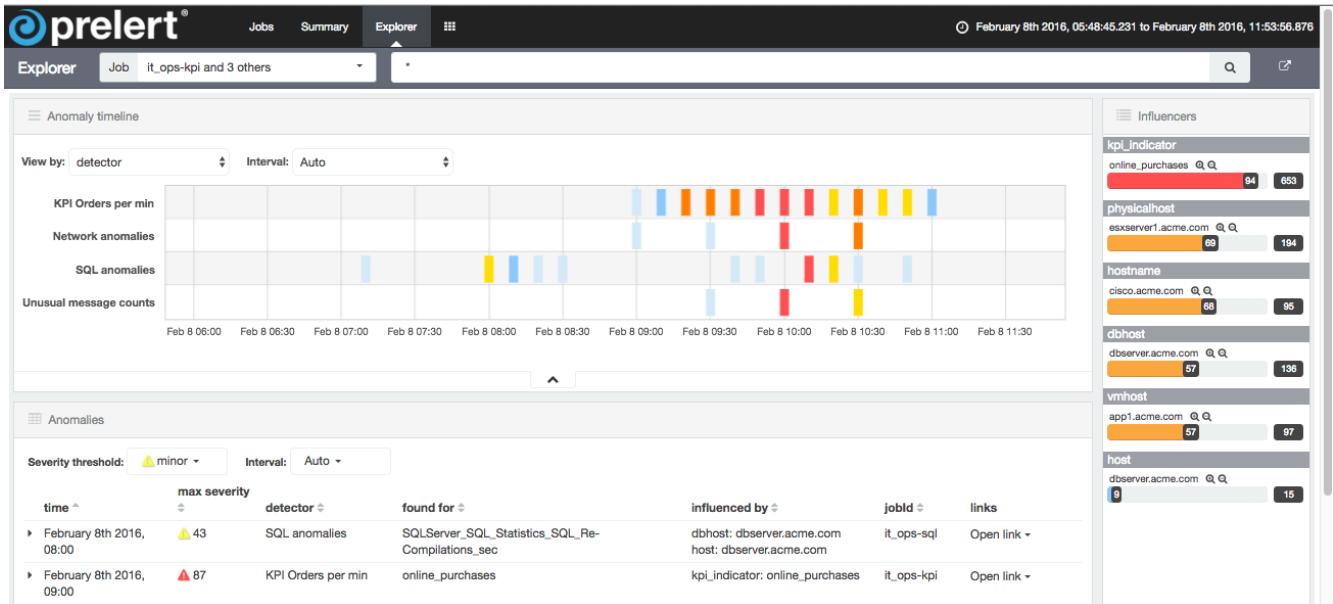 prelert®
Jobs Summary Explorer
February 8th 2016, 05:48:45.231 to February 8th 2016, 11:53:56.876
Explorer Job it_ops-kpi and 3 others *
Anomaly timeline
View by: detector Interval: Auto
KPI Orders per min
Network anomalies
SQL anomalies
Unusual message counts
Feb 8 06:00 Feb 8 06:30 Feb 8 07:00 Feb 8 07:30 Feb 8 08:00 Feb 8 08:30 Feb 8 09:00 Feb 8 09:30 Feb 8 10:00 Feb 8 10:30 Feb 8 11:00 Feb 8 11:30
Anomalies
Severity threshold: minor Interval: Auto
time max severity detector found for influenced by jobId links
February 8th 2016, 08:00 43 SQL anomalies SQLServer_SQL_Statistics_SQL_Re-Compilations_sec dbhost: dbserver.acme.com host: dbserver.acme.com it_ops-sql Open link
February 8th 2016, 09:00 87 KPI Orders per min online_purchases kpi_indicator: online_purchases it_ops-kpi Open link
Influencers
kpi_indicator
online_purchases
94 653
physicalhost
esxserver1.acme.com
69 194
hostname
cisco.acme.com
68 95
dbhost
dbserver.acme.com
57 136
vmhost
app1.acme.com
57 97
host
dbserver.acme.com
9 15